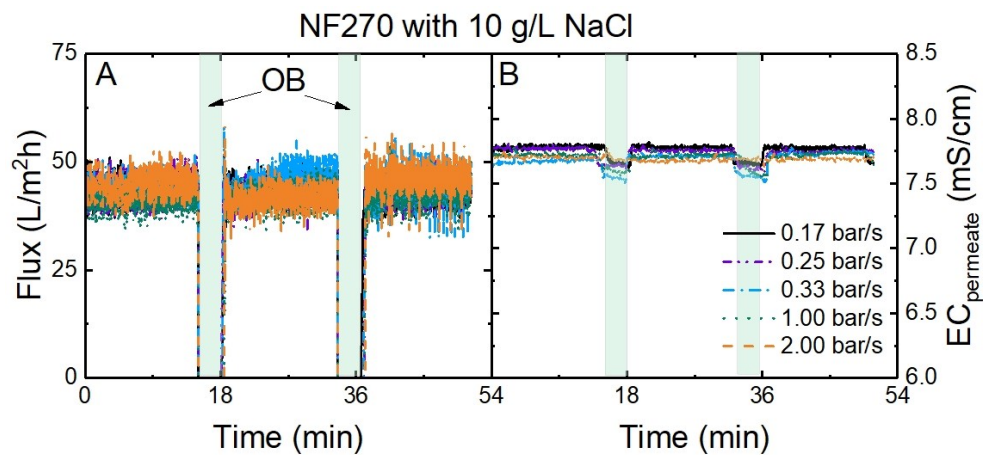 NF270 with 10 g/L NaCl
A
OB
B
Flux (L/m²h)
75
50
25
0
0
18
36
54
Time (min)
18
36
54
Time (min)
8.5
8.0
7.5
7.0
6.5
6.0
EC_permeate (mS/cm)
0.17 bar/s
0.25 bar/s
0.33 bar/s
1.00 bar/s
2.00 bar/s